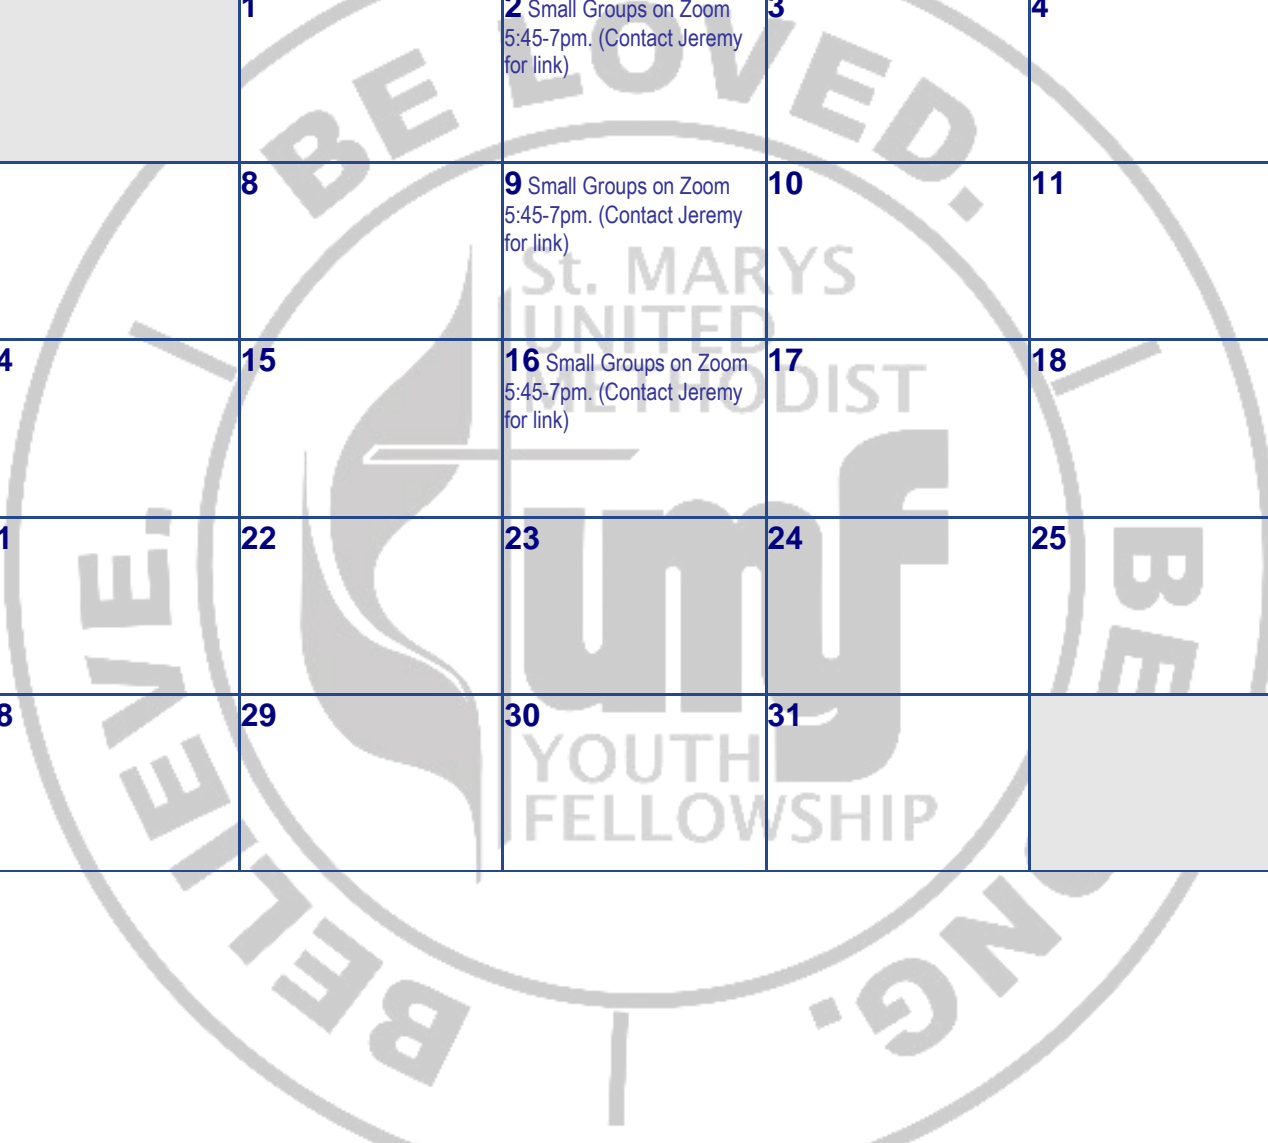 1
2 Small Groups on Zoom
5:45-7pm. (Contact Jeremy
for link)
3
4
8
9 Small Groups on Zoom
5:45-7pm. (Contact Jeremy
for link)
10
11
4
15
16 Small Groups on Zoom
5:45-7pm. (Contact Jeremy
for link)
17
18
1
22
23
24
25
8
29
30
31
BE LOVED.
BELIEVE.
St. MARYS
UNITED
METHODIST
umf
YOUTH
FELLOWSHIP